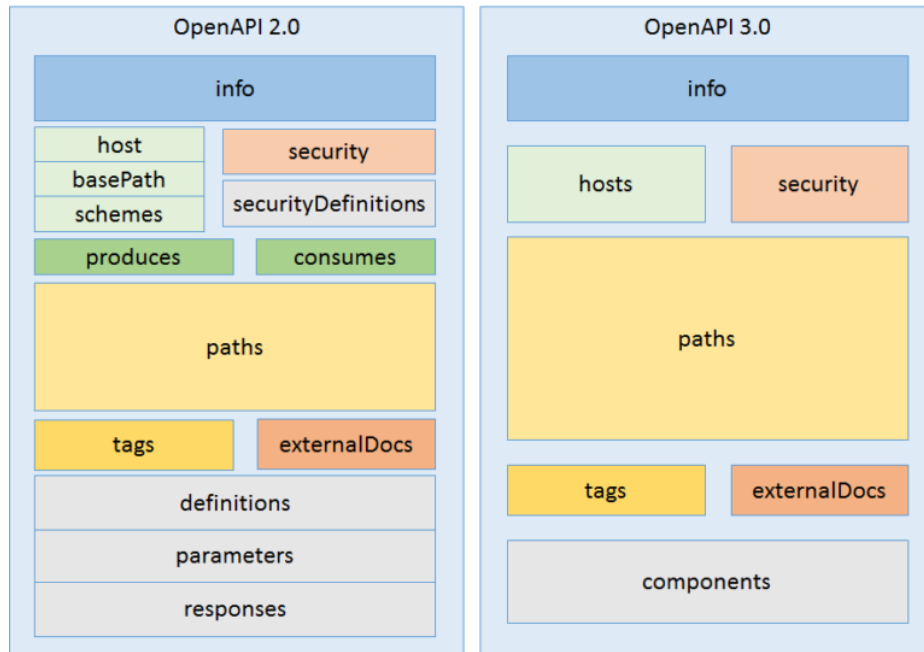 OpenAPI 2.0
info
host
basePath
schemes
security
securityDefinitions
produces
consumes
paths
tags
externalDocs
definitions
parameters
responses
OpenAPI 3.0
info
hosts
security
paths
tags
externalDocs
components